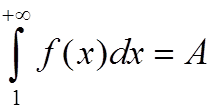 ∫₁^{+∞} f(x)dx = A